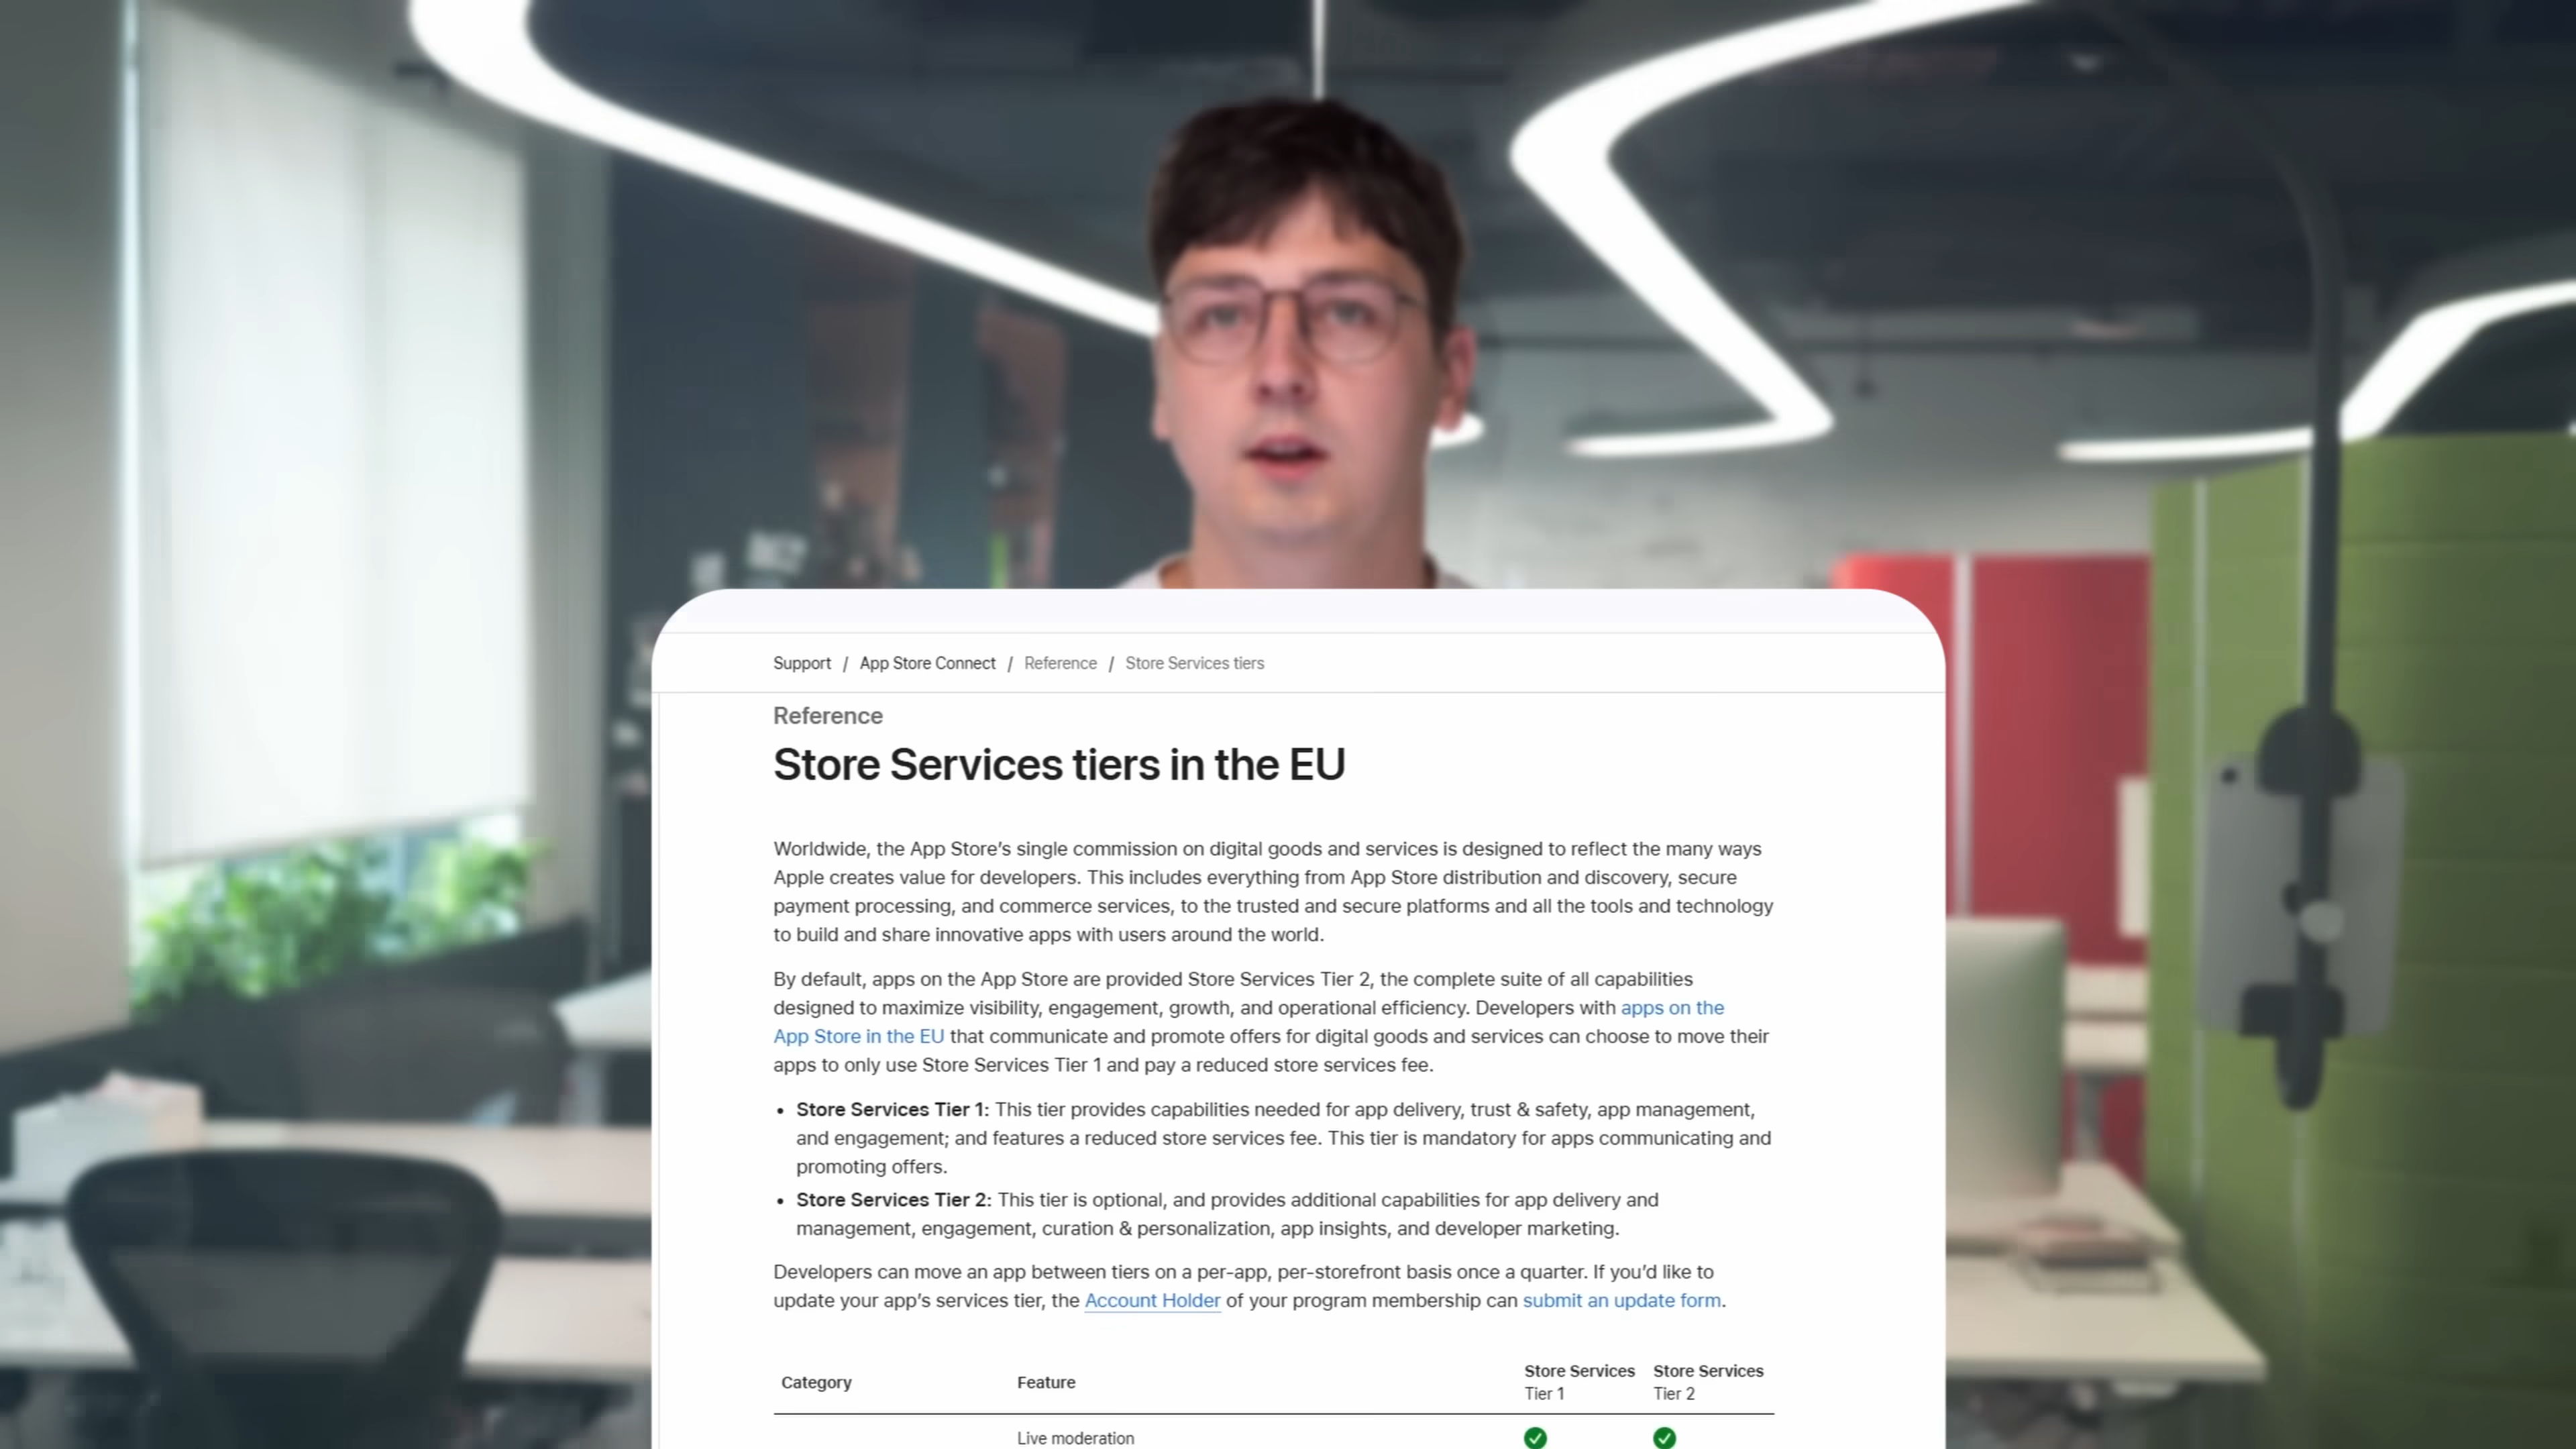 Support / App Store Connect / Reference / Store Services tiers
Reference
Store Services tiers in the EU
Worldwide, the App Store’s single commission on digital goods and services is designed to reflect the many ways
Apple creates value for developers. This includes everything from App Store distribution and discovery, secure
payment processing, and commerce services, to the trusted and secure platforms and all the tools and technology
to build and share innovative apps with users around the world.
By default, apps on the App Store are provided Store Services Tier 2, the complete suite of all capabilities
designed to maximize visibility, engagement, growth, and operational efficiency. Developers with apps on the
App Store in the EU that communicate and promote offers for digital goods and services can choose to move their
apps to only use Store Services Tier 1 and pay a reduced store services fee.
• Store Services Tier 1: This tier provides capabilities needed for app delivery, trust & safety, app management,
and engagement; and features a reduced store services fee. This tier is mandatory for apps communicating and
promoting offers.
• Store Services Tier 2: This tier is optional, and provides additional capabilities for app delivery and
management, engagement, curation & personalization, app insights, and developer marketing.
Developers can move an app between tiers on a per-app, per-storefront basis once a quarter. If you’d like to
update your app’s services tier, the Account Holder of your program membership can submit an update form.
Category Feature Store Services Tier 1 Store Services Tier 2
Live moderation